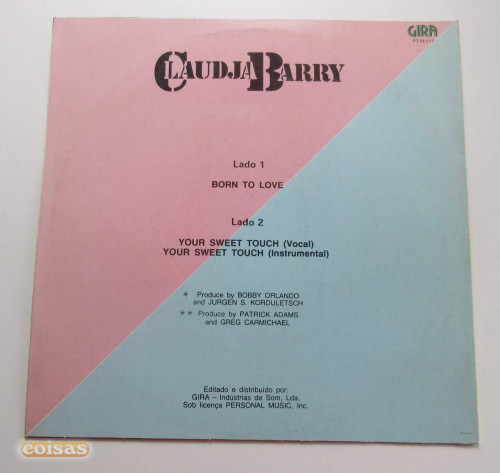 GIRA
CLAUDJA BARRY
Lado 1
BORN TO LOVE
Lado 2
YOUR SWEET TOUCH (Vocal)
YOUR SWEET TOUCH (Instrumental)
* Produce by BOBBY ORLANDO
and JURGEN S. KORDULETSCH
** Produce by PATRICK ADAMS
and GREG CARMICHAEL
Editado e distribuído por:
GIRA – Indústrias de Som, Lda.
Sob licença PERSONAL MUSIC, Inc.
coisas